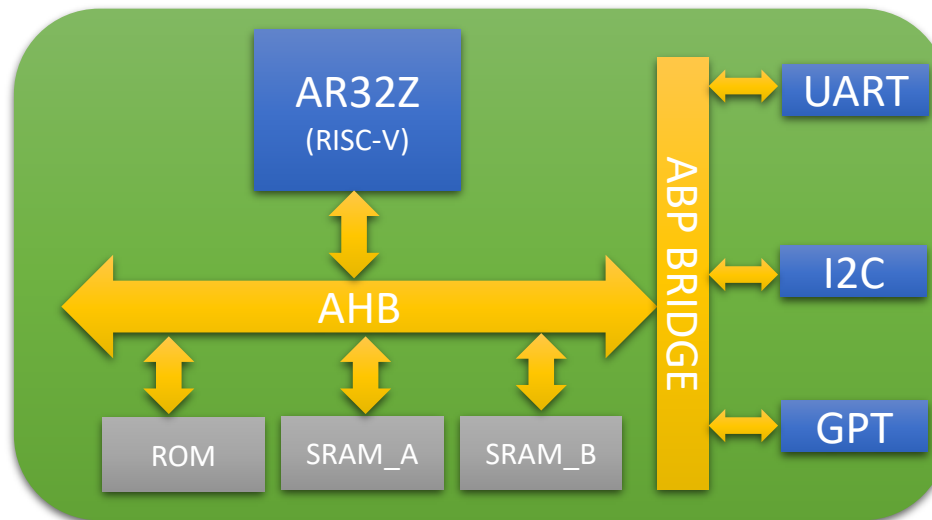 AR32Z
(RISC-V)
UART
ABP BRIDGE
I2C
AHB
GPT
ROM
SRAM_A
SRAM_B